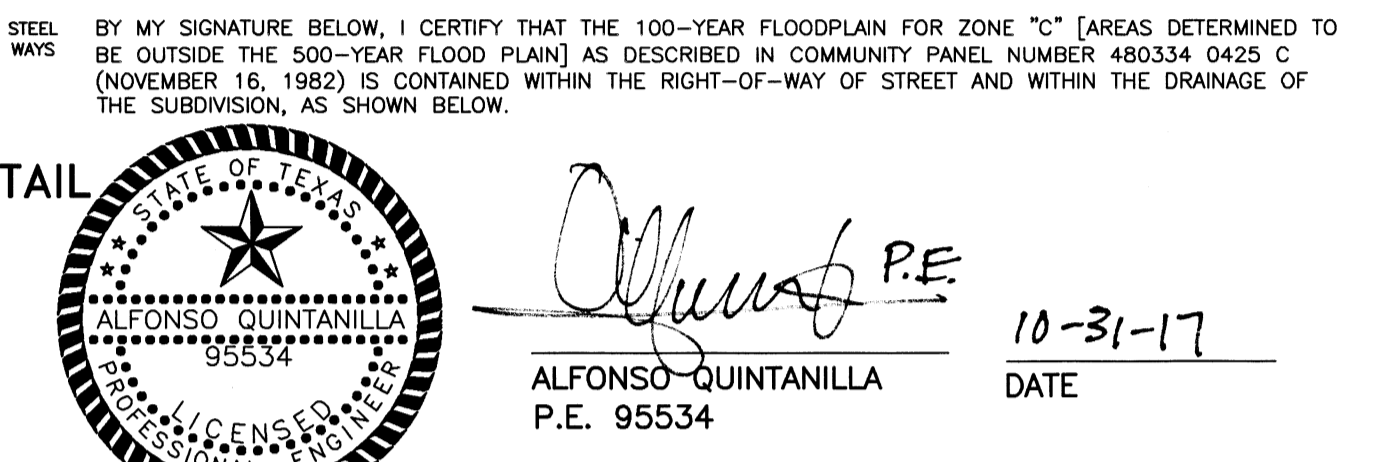 STEEL
WAYS
BY MY SIGNATURE BELOW, I CERTIFY THAT THE 100-YEAR FLOODPLAIN FOR ZONE "C" [AREAS DETERMINED TO
BE OUTSIDE THE 500-YEAR FLOOD PLAIN] AS DESCRIBED IN COMMUNITY PANEL NUMBER 480334 0425 C
(NOVEMBER 16, 1982) IS CONTAINED WITHIN THE RIGHT-OF-WAY OF STREET AND WITHIN THE DRAINAGE OF
THE SUBDIVISION, AS SHOWN BELOW.
TAIL
STATE OF TEXAS
ALFONSO QUINTANILLA
95534
LICENSED
PROFESSIONAL ENGINEER
Alfonso P.E.
ALFONSO QUINTANILLA
P.E. 95534
10-31-17
DATE